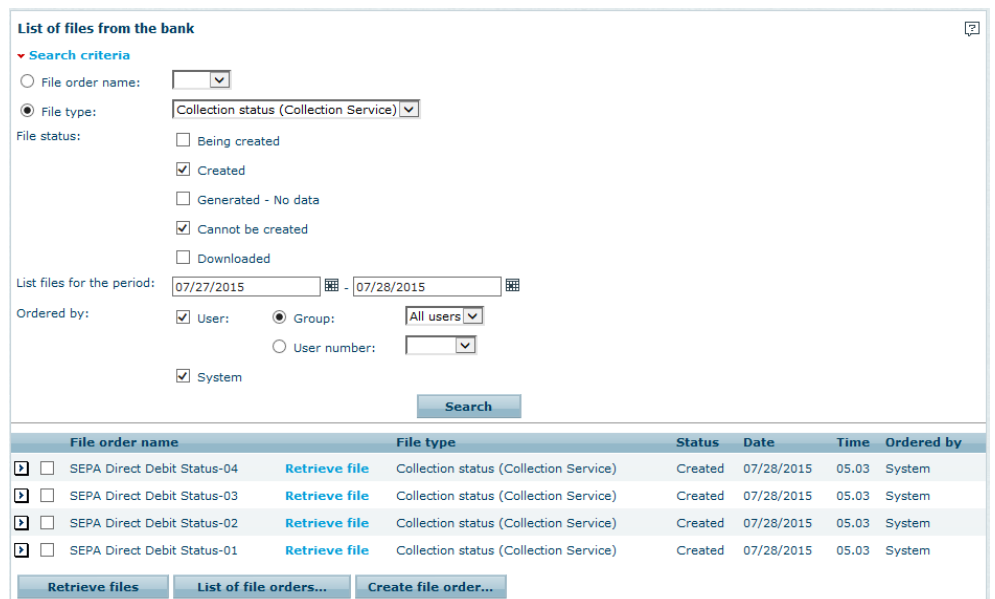 List of files from the bank
Search criteria
File order name:
File type: Collection status (Collection Service)
File status: Being created
Created
Generated - No data
Cannot be created
Downloaded
List files for the period: 07/27/2015 - 07/28/2015
Ordered by: User: Group: All users
User number:
System
Search
File order name File type Status Date Time Ordered by
SEPA Direct Debit Status-04 Retrieve file Collection status (Collection Service) Created 07/28/2015 05.03 System
SEPA Direct Debit Status-03 Retrieve file Collection status (Collection Service) Created 07/28/2015 05.03 System
SEPA Direct Debit Status-02 Retrieve file Collection status (Collection Service) Created 07/28/2015 05.03 System
SEPA Direct Debit Status-01 Retrieve file Collection status (Collection Service) Created 07/28/2015 05.03 System
Retrieve files List of file orders... Create file order...